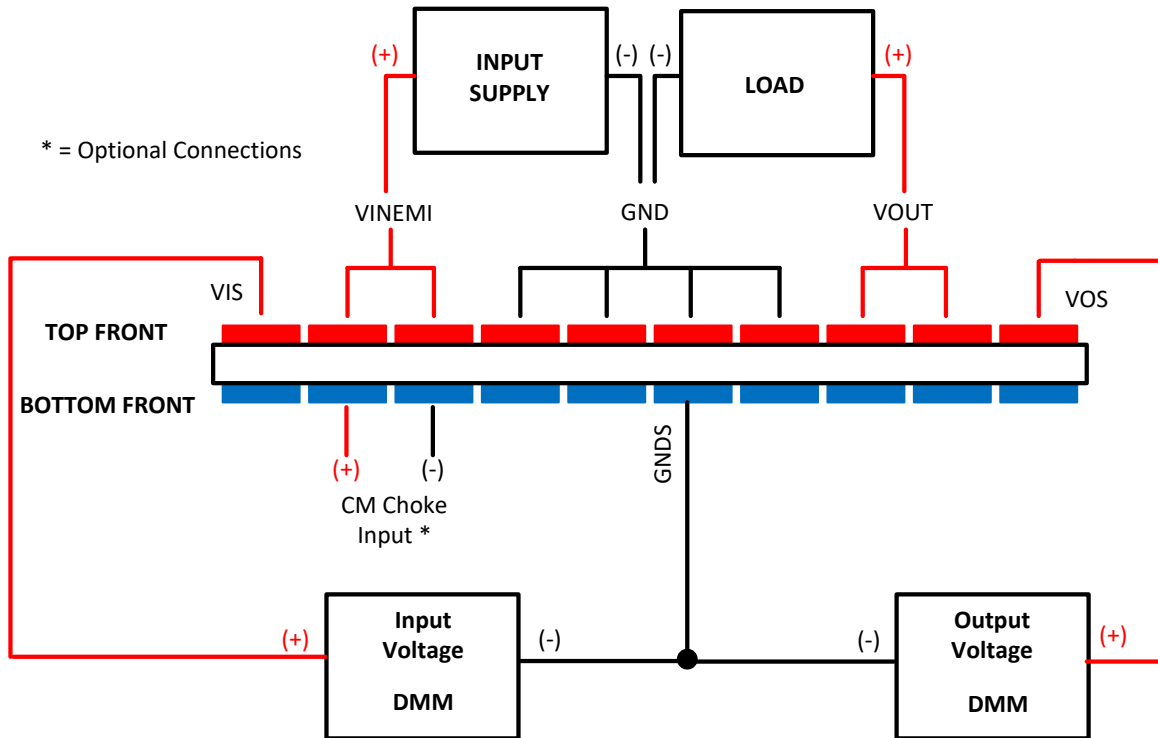 (+)
INPUT
SUPPLY
(-)
(-)
LOAD
(+)
* = Optional Connections
VINEMI
GND
VOUT
VIS
VOS
TOP FRONT
BOTTOM FRONT
(+)
(-)
CM Choke
Input *
GNDS
(+)
Input
Voltage
DMM
(-)
(-)
Output
Voltage
DMM
(+)